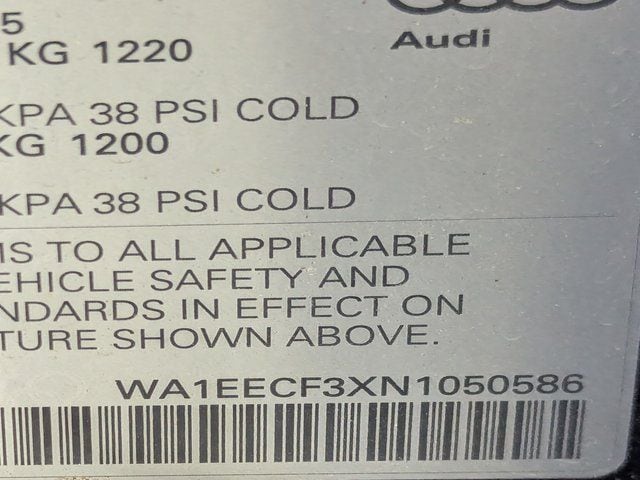 5
KG 1220
Audi
KPA 38 PSI COLD
KG 1200
KPA 38 PSI COLD
MS TO ALL APPLICABLE
EHICLE SAFETY AND
NDARDS IN EFFECT ON
TURE SHOWN ABOVE.
WA1EECF3XN1050586